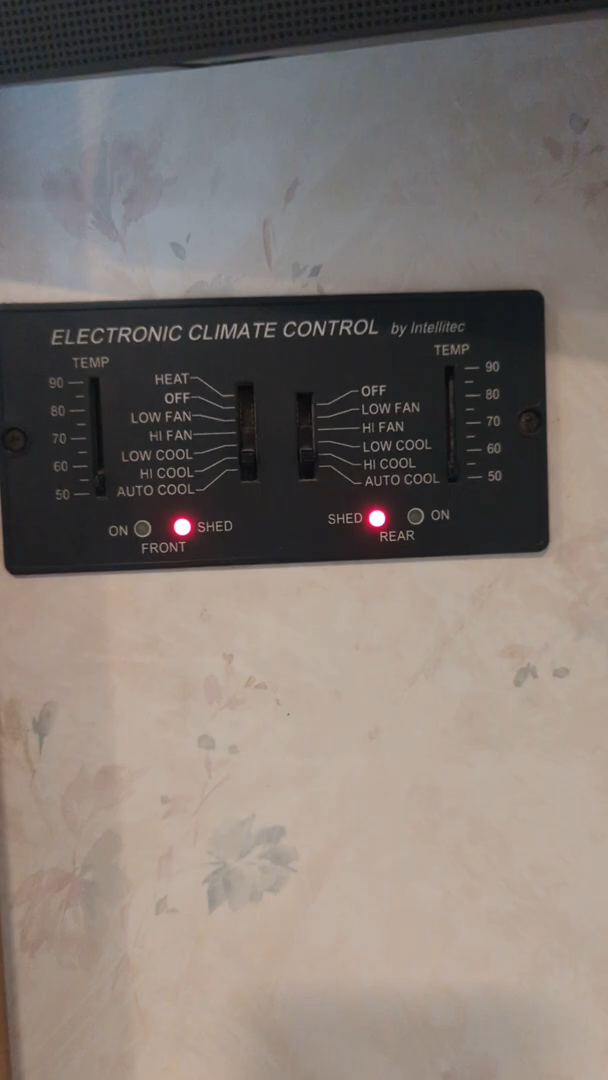 ELECTRONIC CLIMATE CONTROL by Intellitec
TEMP
90
80
70
60
50
HEAT
OFF
LOW FAN
HI FAN
LOW COOL
HI COOL
AUTO COOL
OFF
LOW FAN
HI FAN
LOW COOL
HI COOL
AUTO COOL
TEMP
90
80
70
60
50
ON SHED
FRONT
SHED ON
REAR